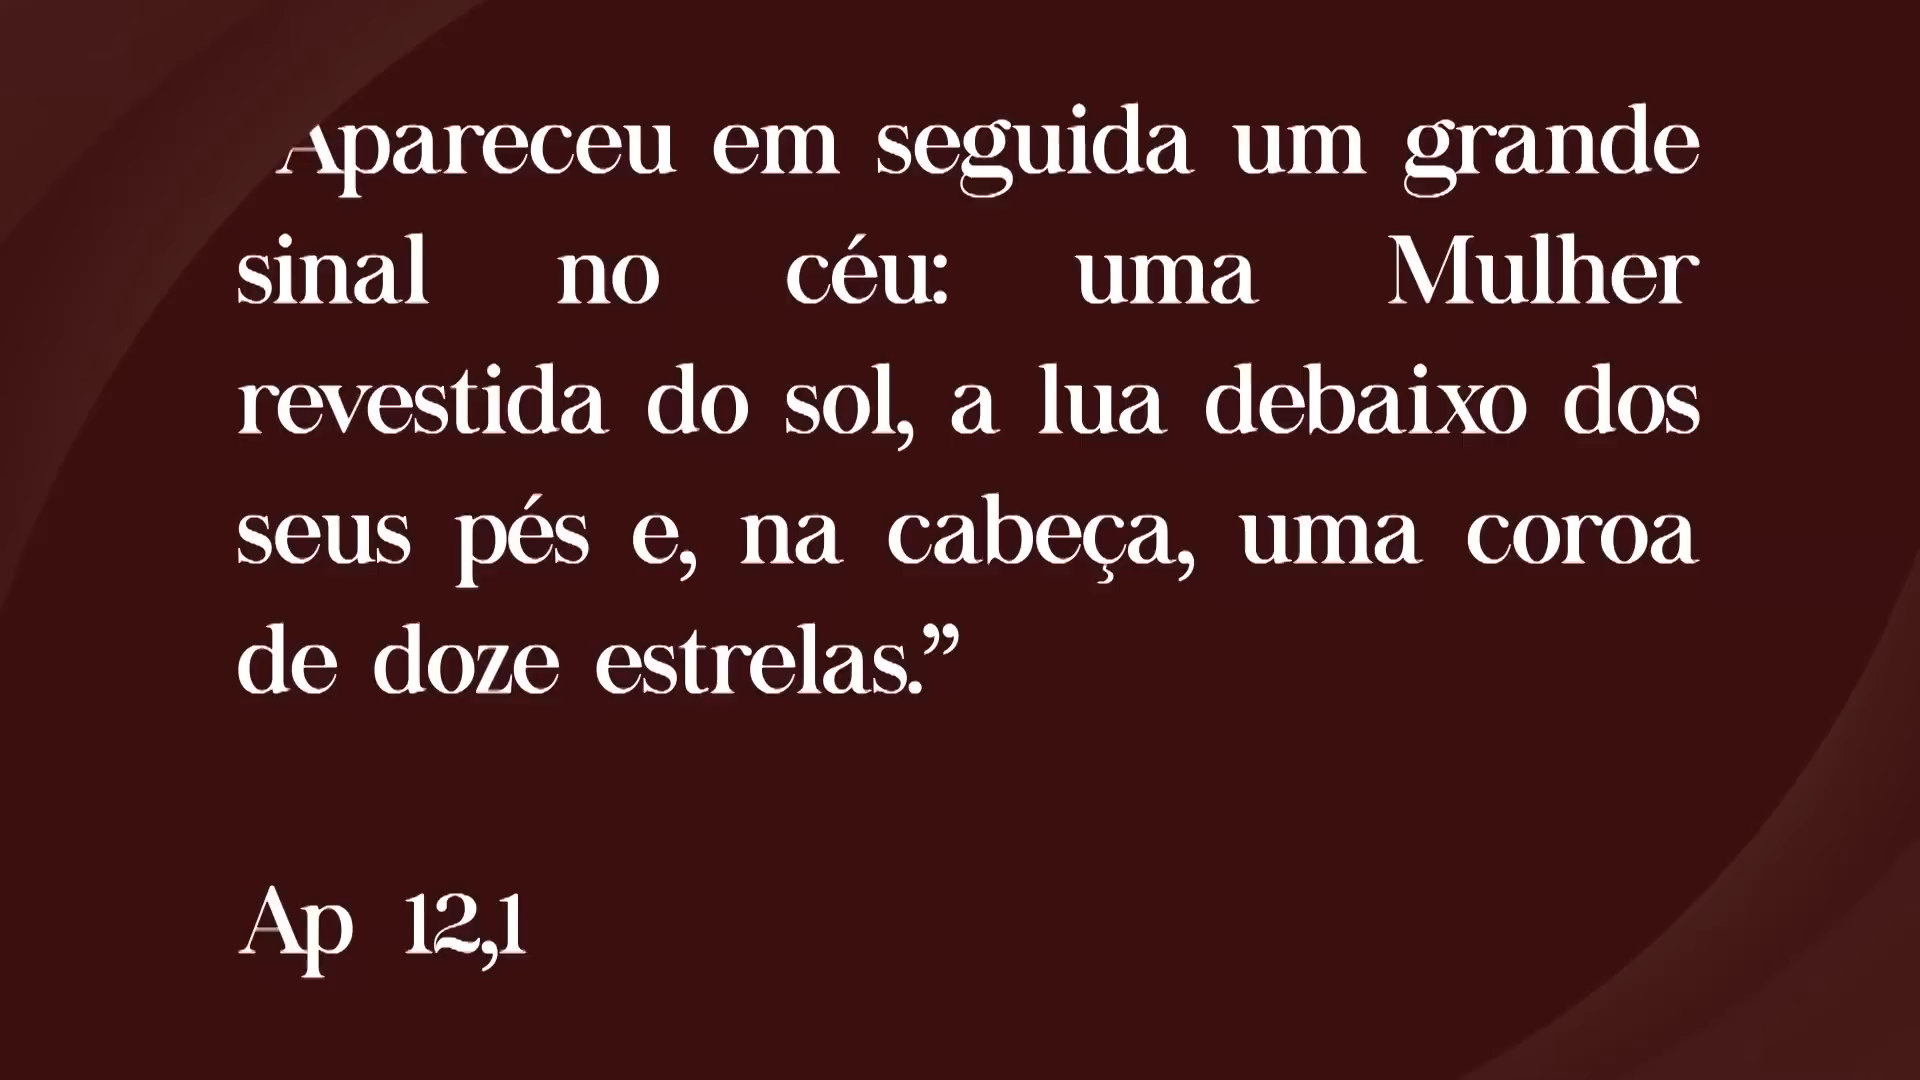 Apareceu em seguida um grande
sinal no céu: uma Mulher
revestida do sol, a lua debaixo dos
seus pés e, na cabeça, uma coroa
de doze estrelas.”
Ap 12,1